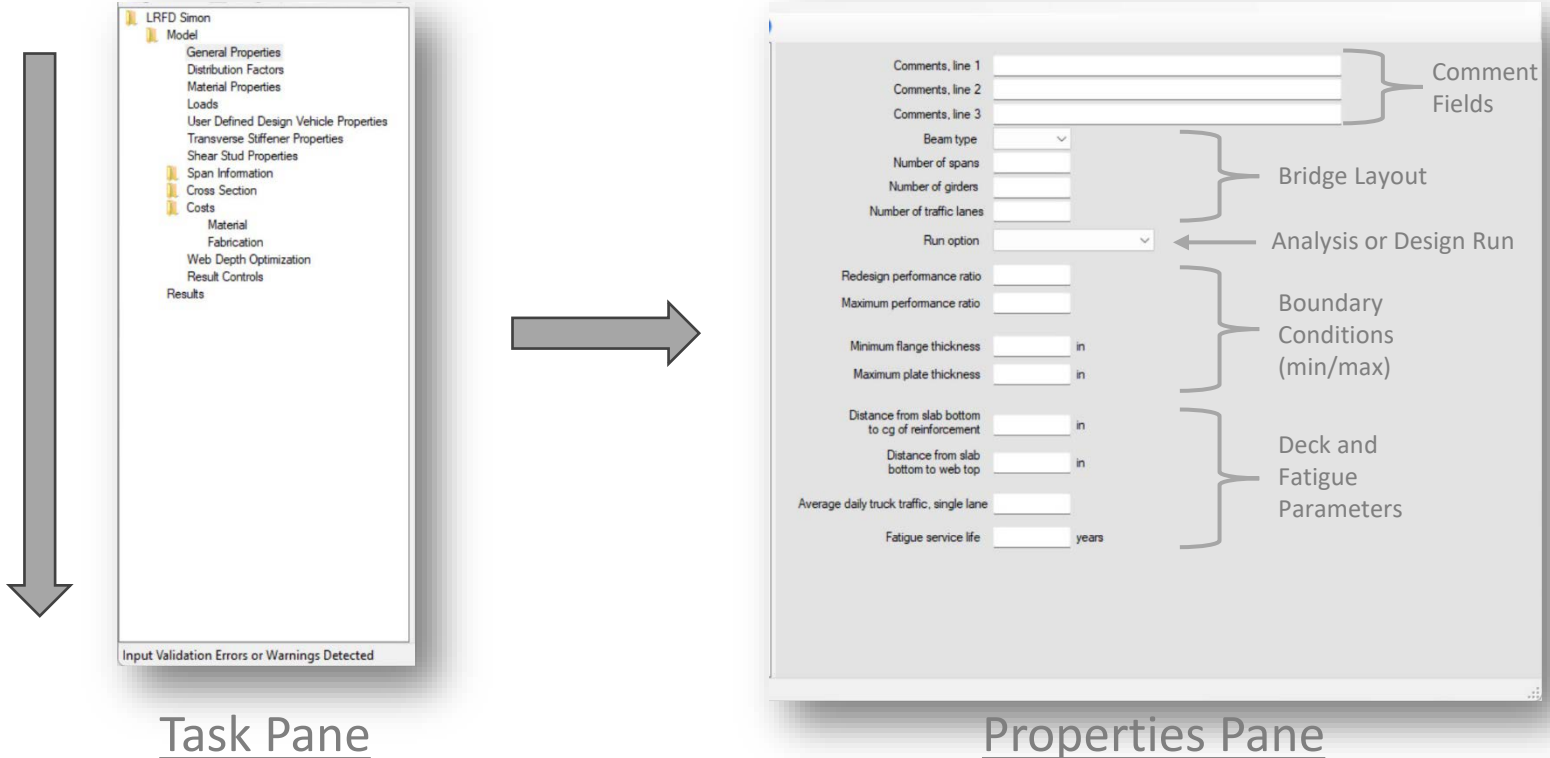 LRFD Simon
Model
General Properties
Distribution Factors
Material Properties
Loads
User Defined Design Vehicle Properties
Transverse Stiffener Properties
Shear Stud Properties
Span Information
Cross Section
Costs
Material
Fabrication
Web Depth Optimization
Result Controls
Results
Input Validation Errors or Warnings Detected
Task Pane
Comments, line 1
Comments, line 2
Comments, line 3
Comment
Fields
Beam type
Number of spans
Number of girders
Number of traffic lanes
Bridge Layout
Run option
Analysis or Design Run
Redesign performance ratio
Maximum performance ratio
Minimum flange thickness in
Maximum plate thickness in
Boundary
Conditions
(min/max)
Distance from slab bottom
to cg of reinforcement in
Distance from slab
bottom to web top in
Average daily truck traffic, single lane
Fatigue service life years
Deck and
Fatigue
Parameters
Properties Pane